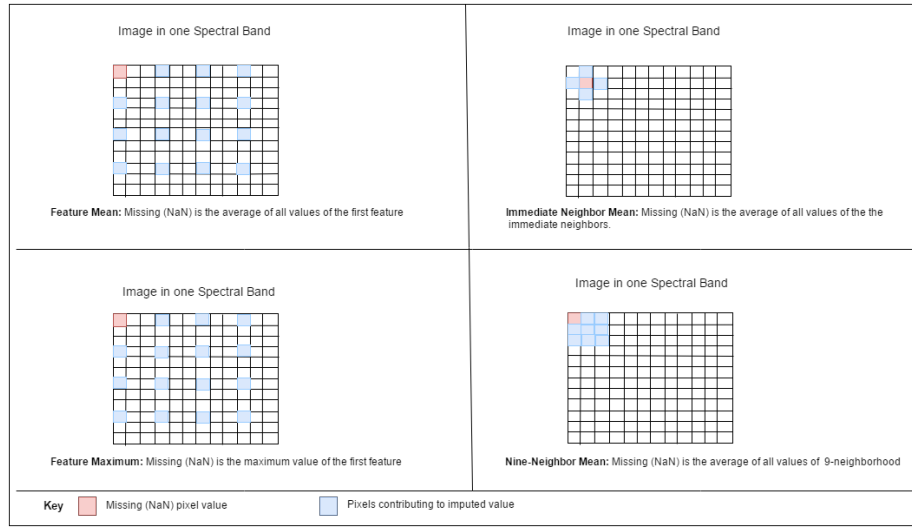 Image in one Spectral Band
Feature Mean: Missing (NaN) is the average of all values of the first feature
Image in one Spectral Band
Immediate Neighbor Mean: Missing (NaN) is the average of all values of the the
immediate neighbors.
Image in one Spectral Band
Feature Maximum: Missing (NaN) is the maximum value of the first feature
Image in one Spectral Band
Nine-Neighbor Mean: Missing (NaN) is the average of all values of 9-neighborhood
Key Missing (NaN) pixel value Pixels contributing to imputed value